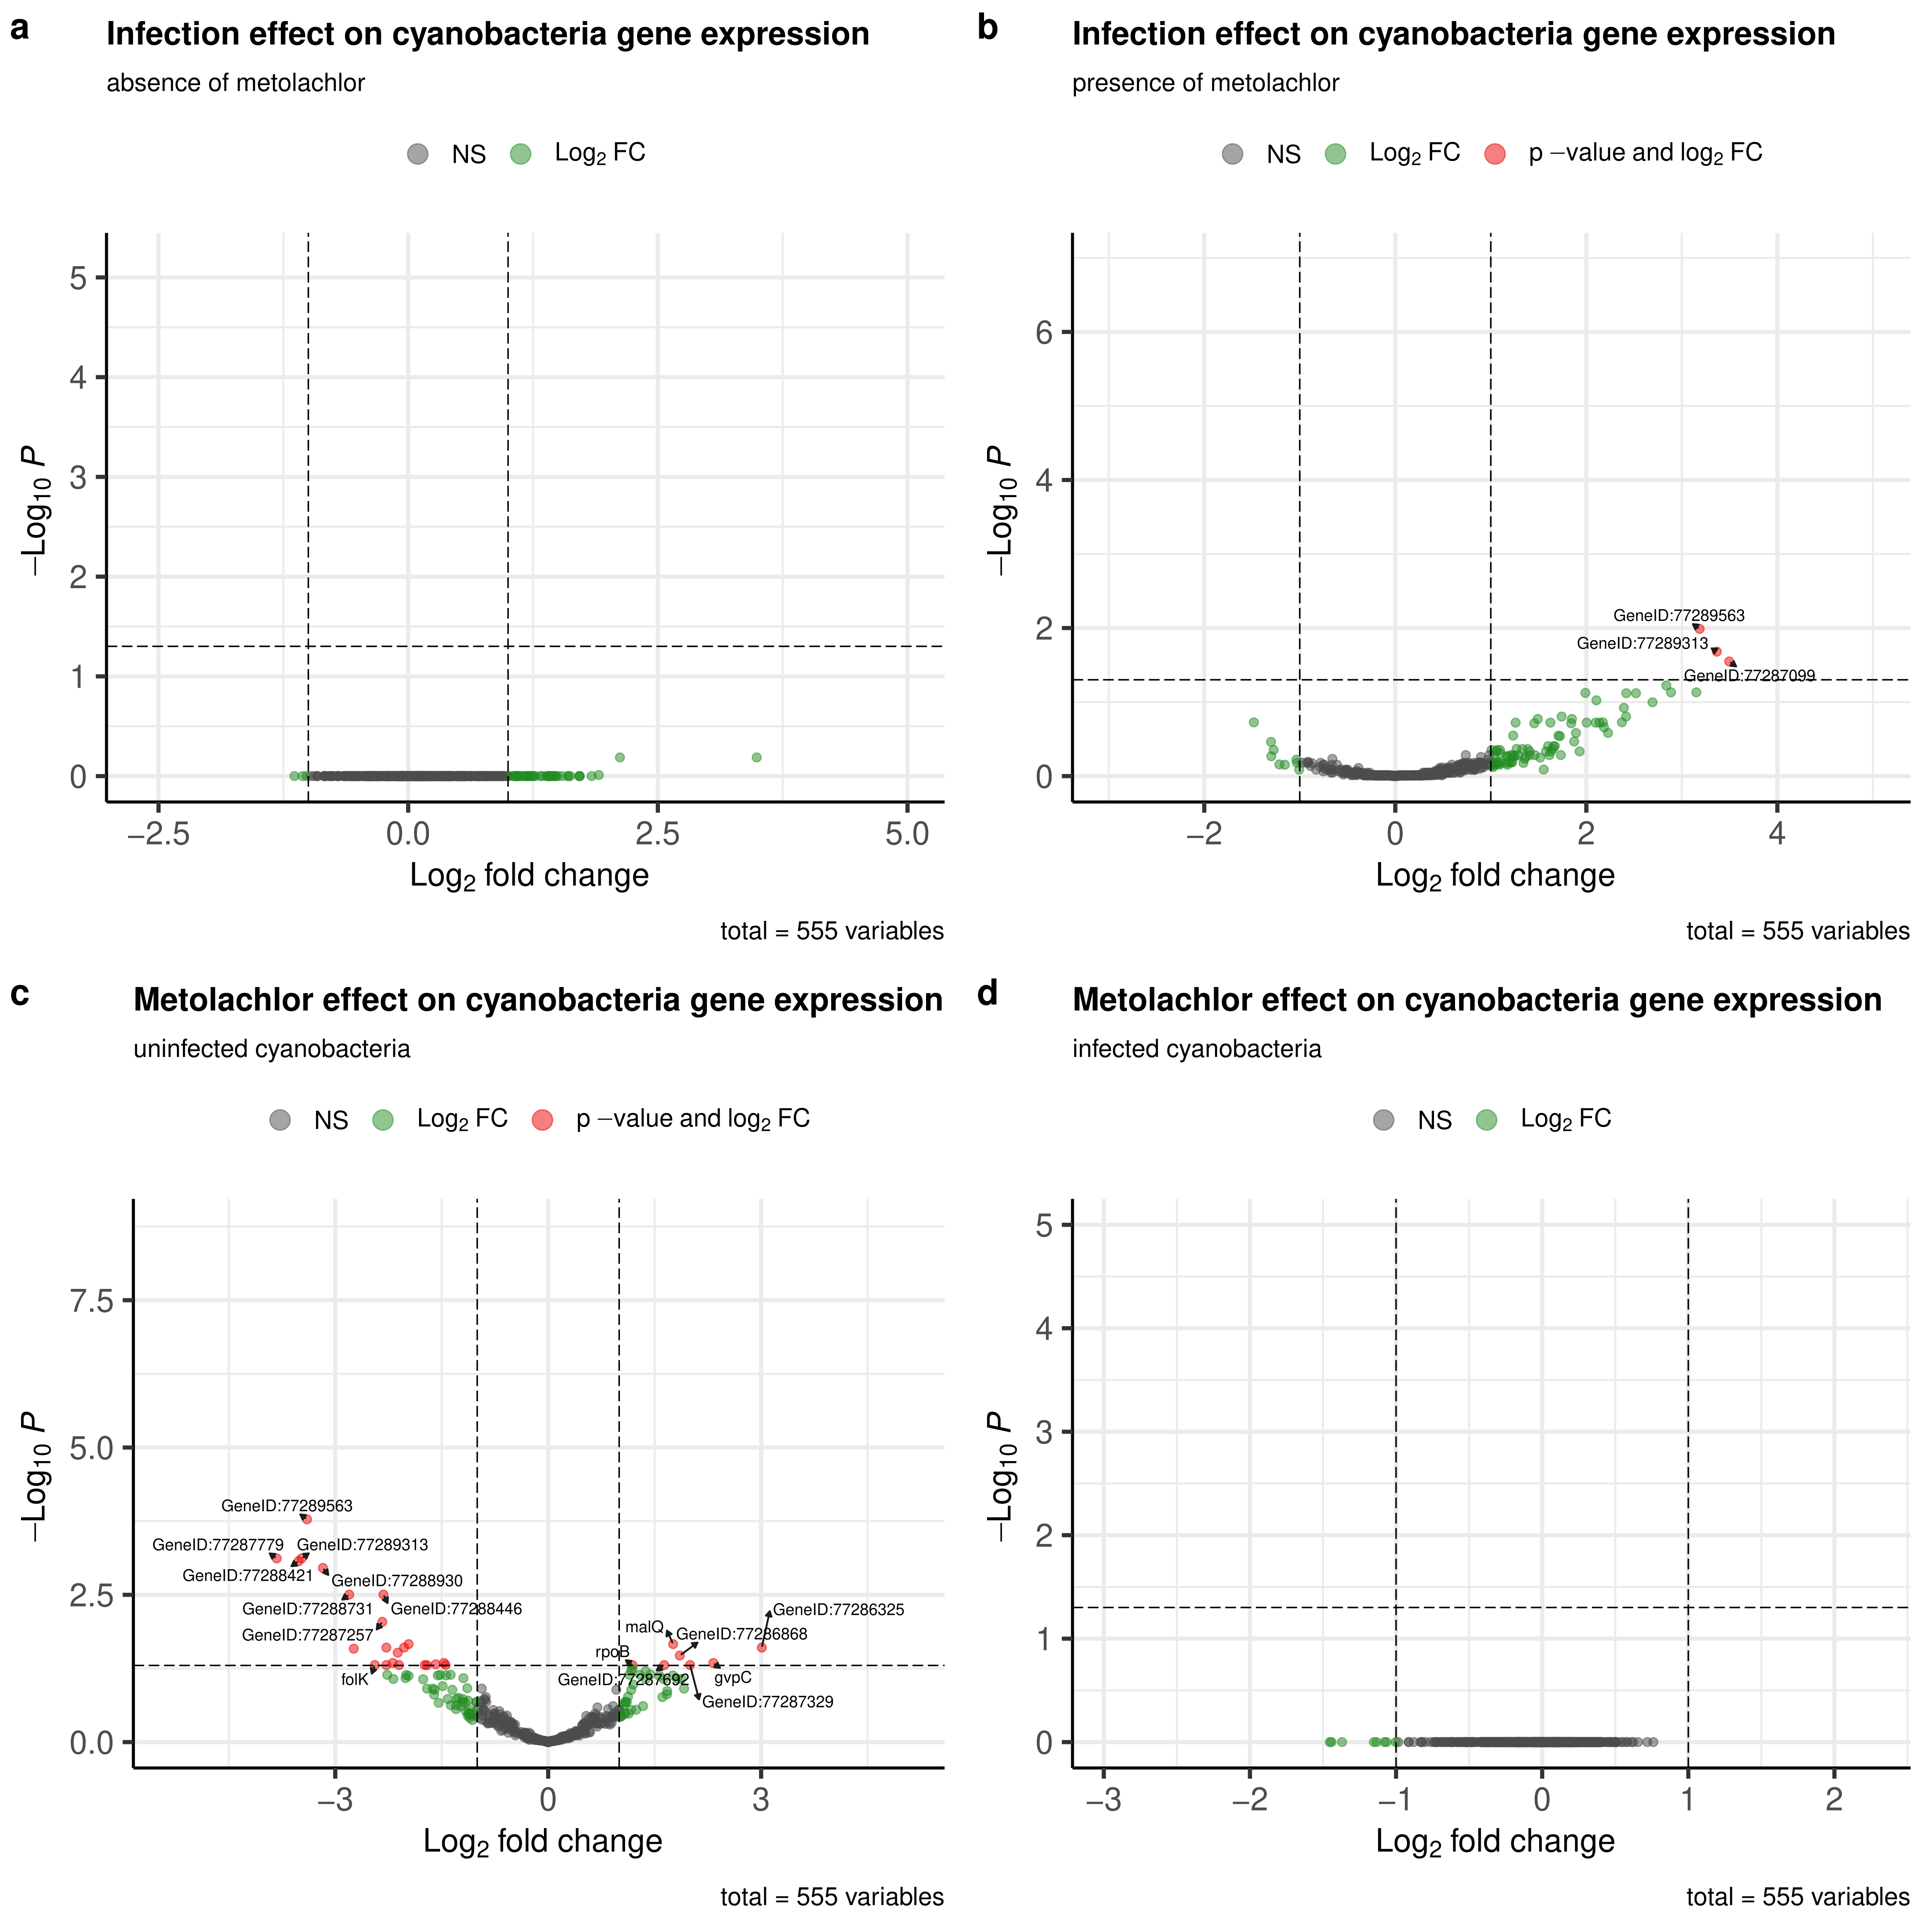 a
Infection effect on cyanobacteria gene expression
absence of metolachlor
NS
Log2 FC
5
4
3
2
1
0
−Log10 P
−2.5
0.0
2.5
5.0
Log2 fold change
total = 555 variables
b
Infection effect on cyanobacteria gene expression
presence of metolachlor
NS
Log2 FC
p −value and log2 FC
6
4
2
0
−Log10 P
GeneID:77289563
GeneID:77289313
GeneID:77287099
−2
0
2
4
Log2 fold change
total = 555 variables
c
Metolachlor effect on cyanobacteria gene expression
uninfected cyanobacteria
NS
Log2 FC
p −value and log2 FC
7.5
5.0
2.5
0.0
−Log10 P
GeneID:77289563
GeneID:77287779
GeneID:77289313
GeneID:77288421
GeneID:77288930
GeneID:77288731
GeneID:77288446
GeneID:77287257
folK
GeneID:77286325
malQ
GeneID:77286868
rpoB
GeneID:77287692
gvpC
GeneID:77287329
−3
0
3
Log2 fold change
total = 555 variables
d
Metolachlor effect on cyanobacteria gene expression
infected cyanobacteria
NS
Log2 FC
5
4
3
2
1
0
−Log10 P
−3
−2
−1
0
1
2
Log2 fold change
total = 555 variables